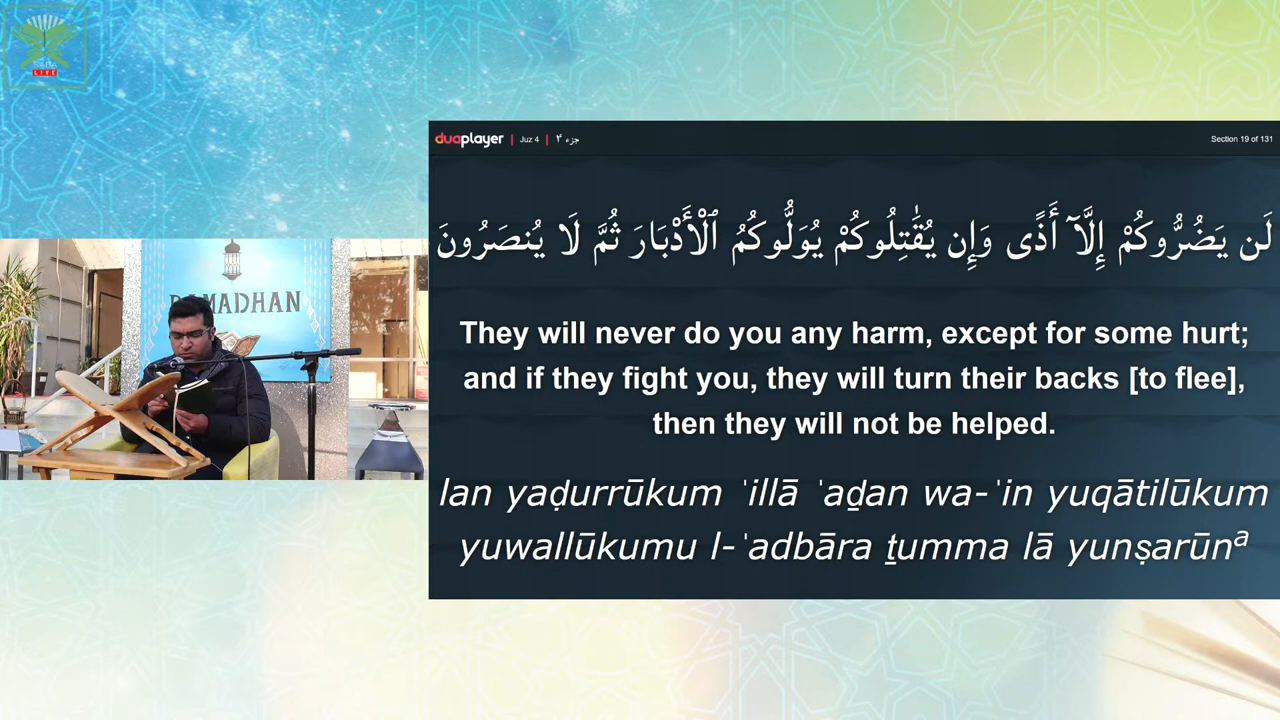 SABA
LIVE
RAMADHAN
duaplayer | Juz 4 | جزء ۴
Section 19 of 131
لَن يَضُرُّوكُمْ إِلَّآ أَذًى وَإِن يُقَٰتِلُوكُمْ يُوَلُّوكُمُ ٱلْأَدْبَارَ ثُمَّ لَا يُنصَرُونَ
They will never do you any harm, except for some hurt;
and if they fight you, they will turn their backs [to flee],
then they will not be helped.
lan yaḍurrūkum ʾillā ʾaḏan wa-ʾin yuqātilūkum
yuwallūkumu l-ʾadbāra ṯumma lā yunṣarūnᵃ